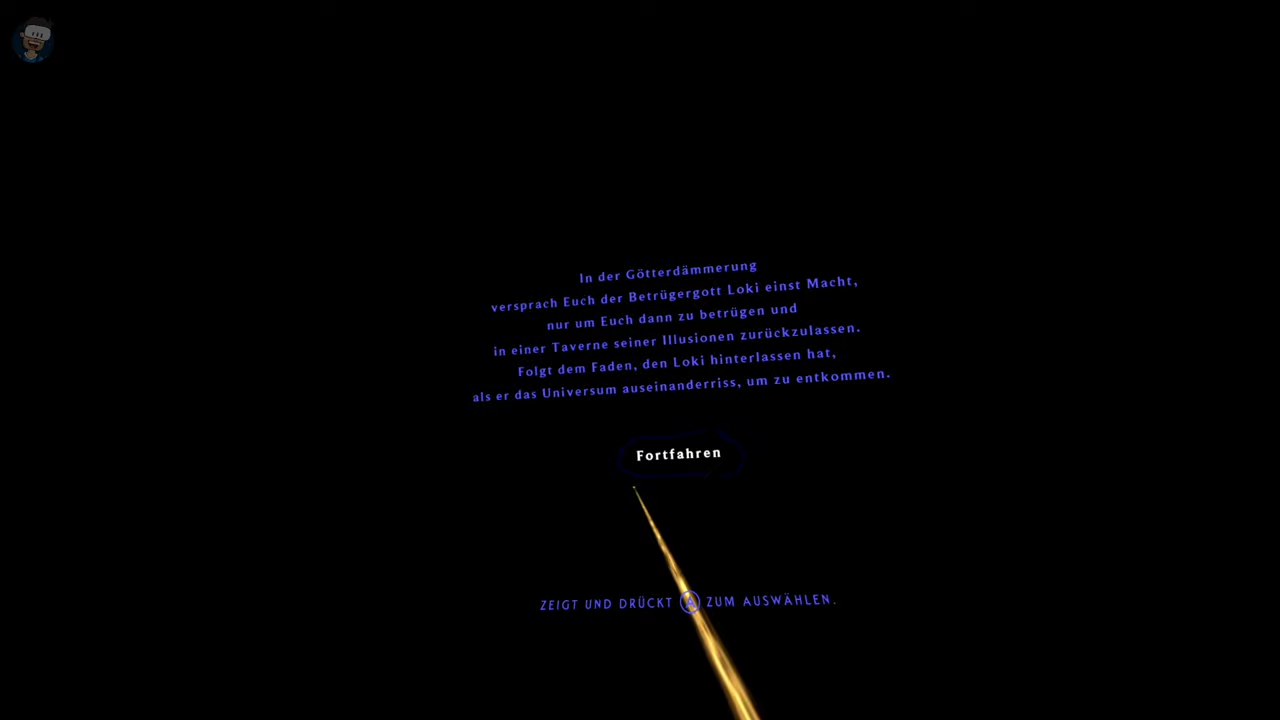 In der Götterdämmerung
versprach Euch der Betrügergott Loki einst Macht,
nur um Euch dann zu betrügen und
in einer Taverne seiner Illusionen zurückzulassen.
Folgt dem Faden, den Loki hinterlassen hat,
als er das Universum auseinanderriss, um zu entkommen.
Fortfahren
ZEIGT UND DRÜCKT A ZUM AUSWÄHLEN.